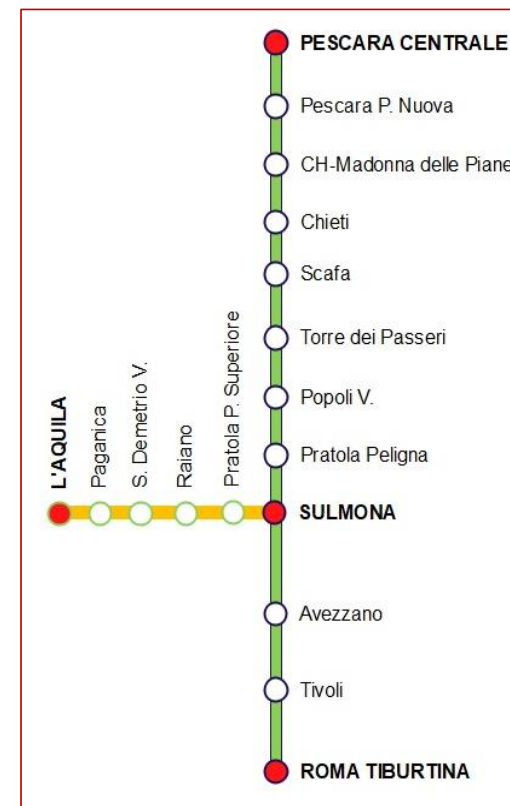 PESCARA CENTRALE
Pescara P. Nuova
CH-Madonna delle Piane
Chieti
Scafa
Torre dei Passeri
Popoli V.
Pratola Peligna
L'AQUILA
Paganica
S. Demetrio V.
Raiano
Pratola P. Superiore
SULMONA
Avezzano
Tivoli
ROMA TIBURTINA